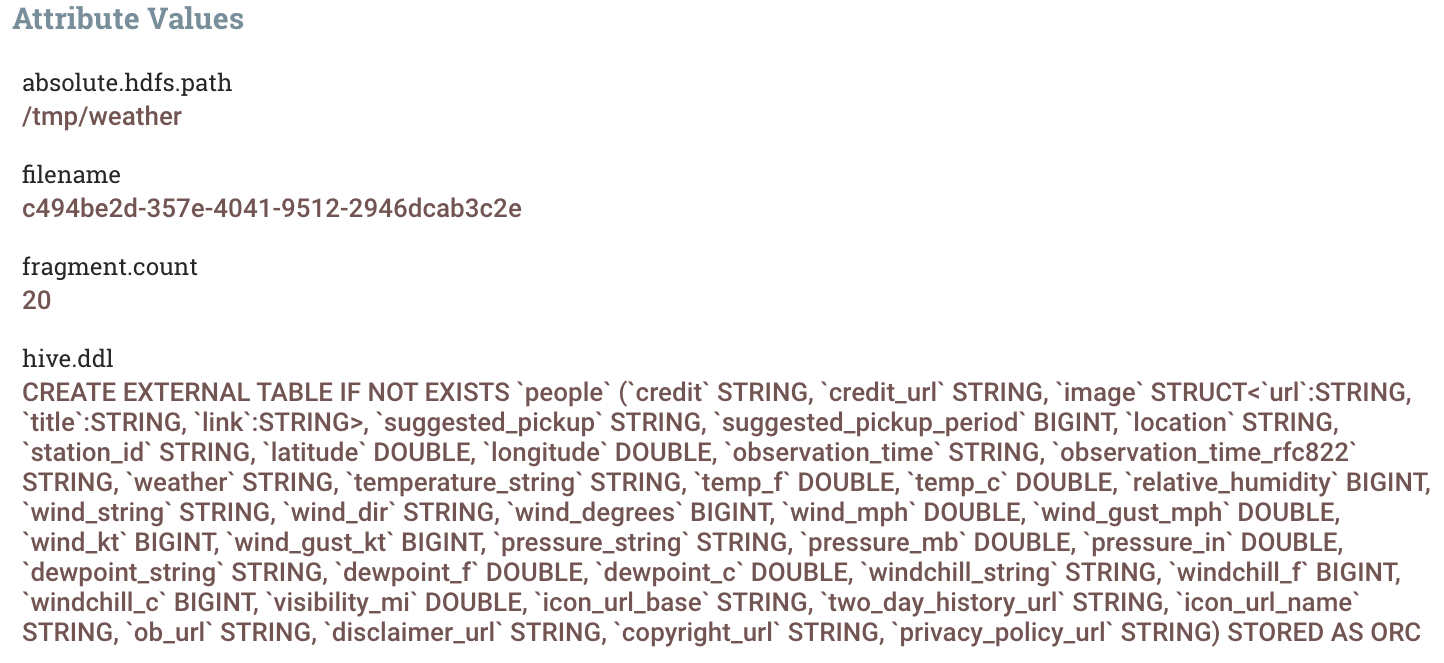 Attribute Values
absolute.hdfs.path
/tmp/weather
filename
c494be2d-357e-4041-9512-2946dcab3c2e
fragment.count
20
hive.ddl
CREATE EXTERNAL TABLE IF NOT EXISTS `people` (`credit` STRING, `credit_url` STRING, `image` STRUCT<`url`:STRING,
`title`:STRING, `link`:STRING>, `suggested_pickup` STRING, `suggested_pickup_period` BIGINT, `location` STRING,
`station_id` STRING, `latitude` DOUBLE, `longitude` DOUBLE, `observation_time` STRING, `observation_time_rfc822`
STRING, `weather` STRING, `temperature_string` STRING, `temp_f` DOUBLE, `temp_c` DOUBLE, `relative_humidity` BIGINT,
`wind_string` STRING, `wind_dir` STRING, `wind_degrees` BIGINT, `wind_mph` DOUBLE, `wind_gust_mph` DOUBLE,
`wind_kt` BIGINT, `wind_gust_kt` BIGINT, `pressure_string` STRING, `pressure_mb` DOUBLE, `pressure_in` DOUBLE,
`dewpoint_string` STRING, `dewpoint_f` DOUBLE, `dewpoint_c` DOUBLE, `windchill_string` STRING, `windchill_f` BIGINT,
`windchill_c` BIGINT, `visibility_mi` DOUBLE, `icon_url_base` STRING, `two_day_history_url` STRING, `icon_url_name`
STRING, `ob_url` STRING, `disclaimer_url` STRING, `copyright_url` STRING, `privacy_policy_url` STRING) STORED AS ORC